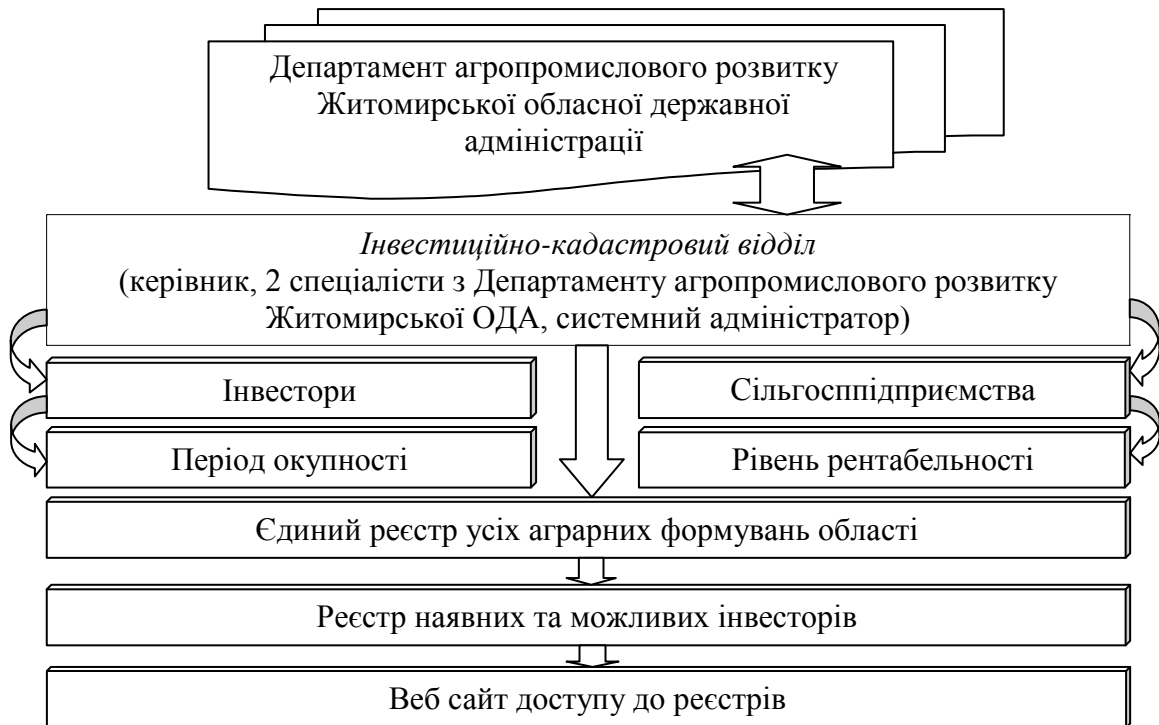 Департамент агропромислового розвитку
Житомирської обласної державної
адміністрації
Інвестиційно-кадастровий відділ
(керівник, 2 спеціалісти з Департаменту агропромислового розвитку
Житомирської ОДА, системний адміністратор)
Інвестори
Сільгосппідприємства
Період окупності
Рівень рентабельності
Єдиний реєстр усіх аграрних формувань області
Реєстр наявних та можливих інвесторів
Веб сайт доступу до реєстрів